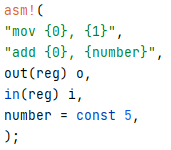 asm!(
"mov {0}, {1}",
"add {0}, {number}",
out(reg) o,
in(reg) i,
number = const 5,
);